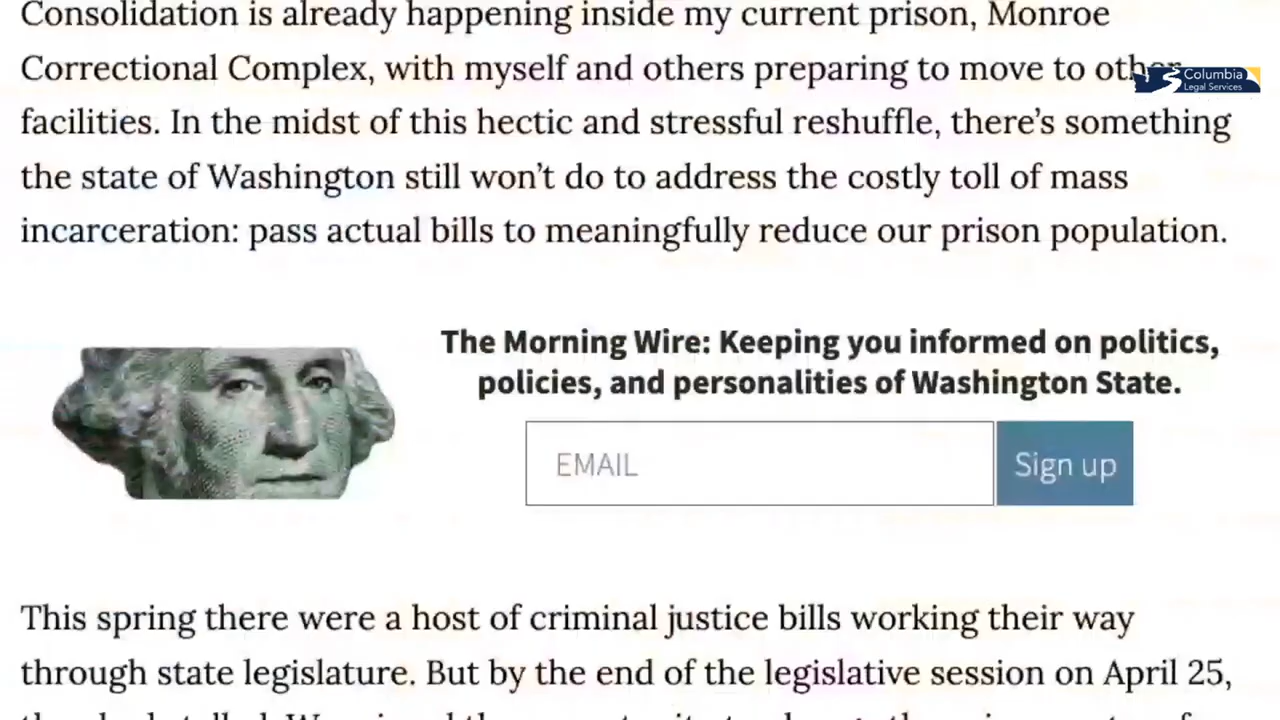 Consolidation is already happening inside my current prison, Monroe
Correctional Complex, with myself and others preparing to move to other
Columbia
Legal Services
facilities. In the midst of this hectic and stressful reshuffle, there’s something
the state of Washington still won’t do to address the costly toll of mass
incarceration: pass actual bills to meaningfully reduce our prison population.
The Morning Wire: Keeping you informed on politics,
policies, and personalities of Washington State.
EMAIL
Sign up
This spring there were a host of criminal justice bills working their way
through state legislature. But by the end of the legislative session on April 25,